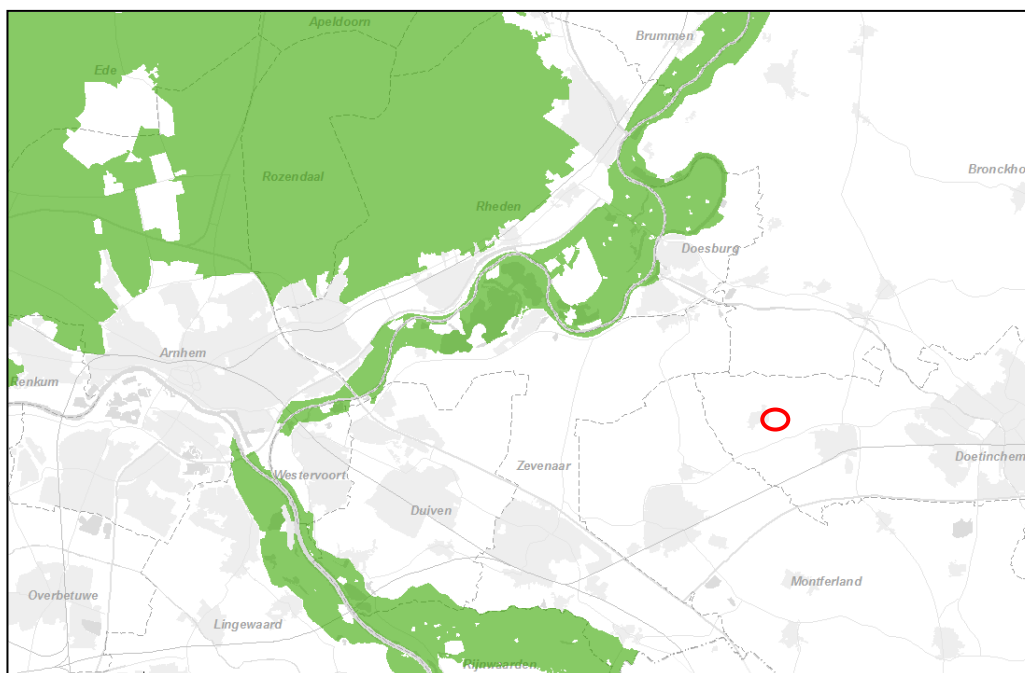 Apeldoorn
Brummen
Ede
Bronckho
Rozendaal
Rheden
Doesburg
Arnhem
Renkum
Doetinchem
Zevenaar
Westervoort
Duiven
Montferland
Overbetuwe
Lingewaard
Rijnwaarden